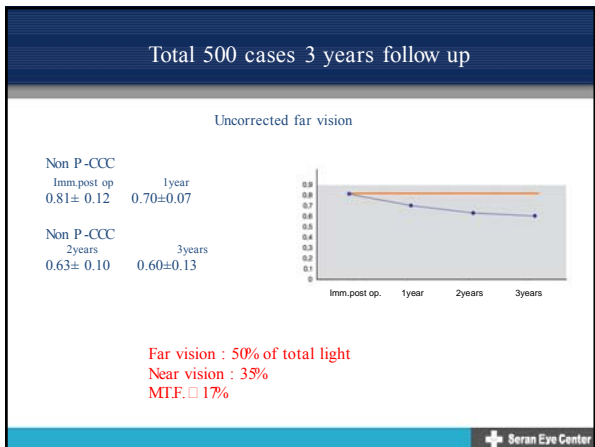 Total 500 cases 3 years follow up
Uncorrected far vision
Non P-CCC
Imm.post op 1year
0.81± 0.12 0.70±0.07
Non P-CCC
2years 3years
0.63± 0.10 0.60±0.13
0.9
0.8
0.7
0.6
0.5
0.4
0.3
0.2
0.1
0
Imm.post op. 1year 2years 3years
Far vision : 50% of total light
Near vision : 35%
MT.F. □ 17%
Seran Eye Center